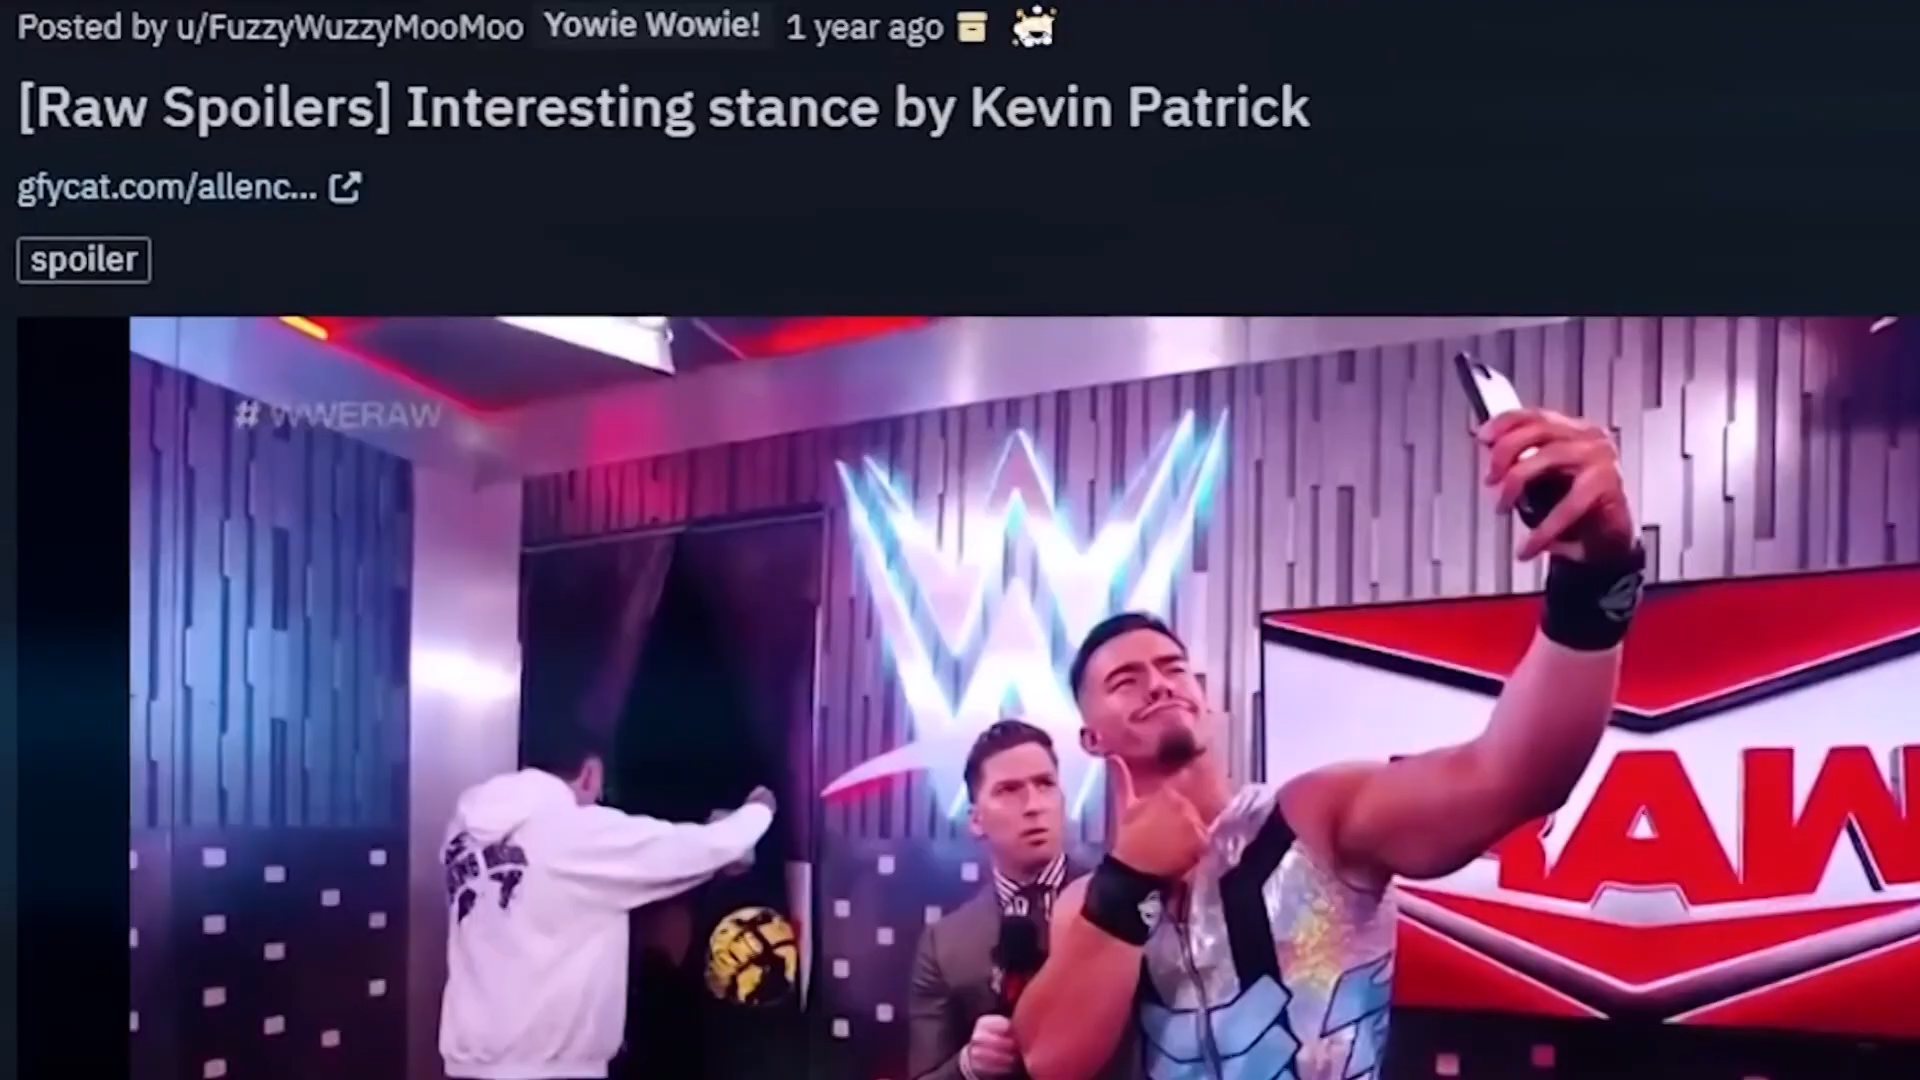 Posted by u/FuzzyWuzzyMooMoo Yowie Wowie! 1 year ago
[Raw Spoilers] Interesting stance by Kevin Patrick
gfycat.com/allenc...
spoiler
#WWERAW
RAW